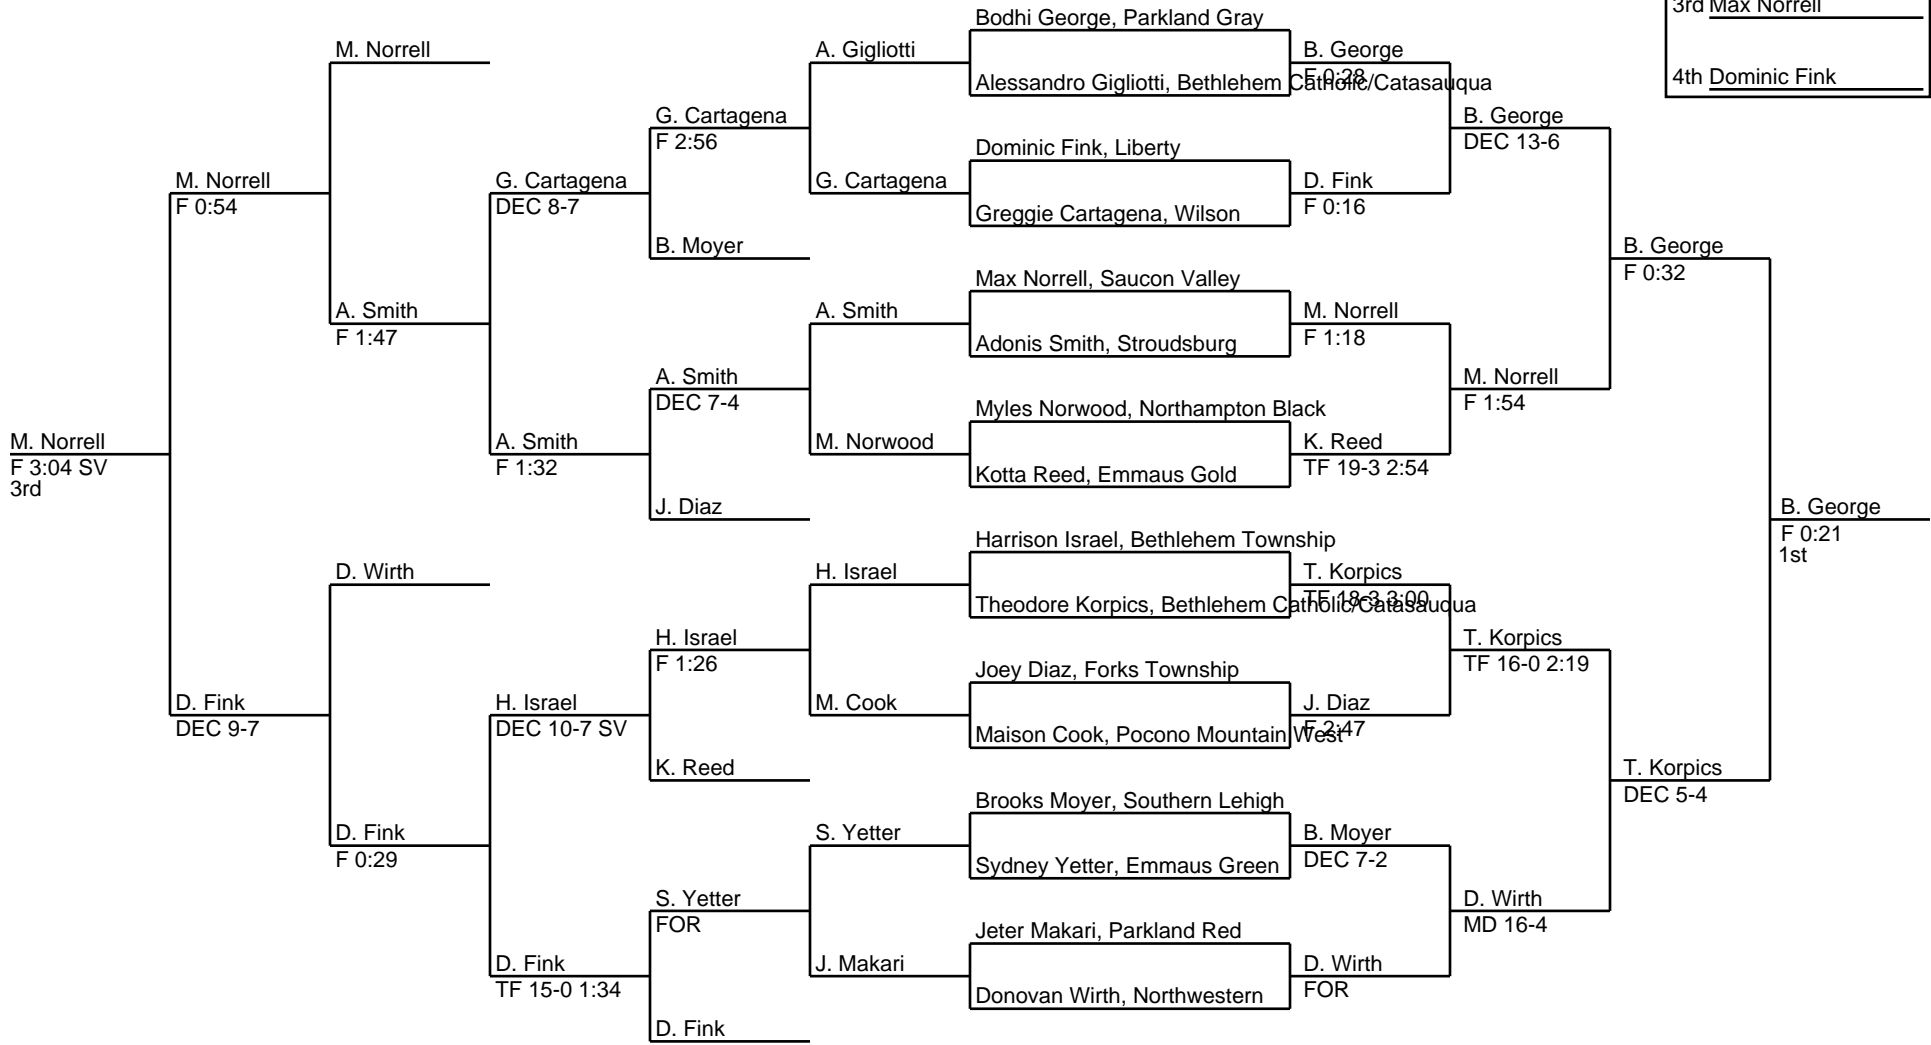 3rd Max Norrell
4th Dominic Fink
M. Norrell
F 3:04 SV
3rd
M. Norrell
F 0:54
D. Fink
DEC 9-7
M. Norrell
A. Smith
F 1:47
D. Wirth
D. Fink
F 0:29
G. Cartagena
DEC 8-7
A. Smith
F 1:32
H. Israel
DEC 10-7 SV
D. Fink
TF 15-0 1:34
G. Cartagena
F 2:56
B. Moyer
A. Smith
DEC 7-4
J. Diaz
H. Israel
F 1:26
K. Reed
S. Yetter
FOR
D. Fink
A. Gigliotti
G. Cartagena
A. Smith
M. Norwood
H. Israel
M. Cook
S. Yetter
J. Makari
Bodhi George, Parkland Gray
Alessandro Gigliotti, Bethlehem Catholic/Catasauqua
Dominic Fink, Liberty
Greggie Cartagena, Wilson
Max Norrell, Saucon Valley
Adonis Smith, Stroudsburg
Myles Norwood, Northampton Black
Kotta Reed, Emmaus Gold
Harrison Israel, Bethlehem Township
Theodore Korpics, Bethlehem Catholic/Catasauqua
Joey Diaz, Forks Township
Maison Cook, Pocono Mountain West
Brooks Moyer, Southern Lehigh
Sydney Yetter, Emmaus Green
Jeter Makari, Parkland Red
Donovan Wirth, Northwestern
B. George
F 0:28
D. Fink
F 0:16
M. Norrell
F 1:18
K. Reed
TF 19-3 2:54
T. Korpics
TF 18-3 3:00
J. Diaz
F 2:47
B. Moyer
DEC 7-2
D. Wirth
FOR
B. George
DEC 13-6
M. Norrell
F 1:54
T. Korpics
TF 16-0 2:19
D. Wirth
MD 16-4
B. George
F 0:32
T. Korpics
DEC 5-4
B. George
F 0:21
1st